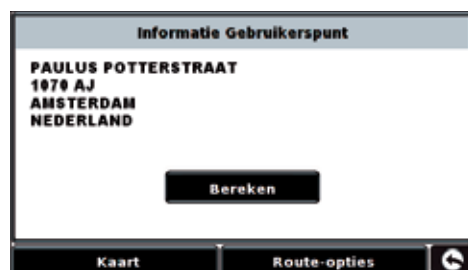 Informatie Gebruikerspunt
PAULUS POTTERSTRAAT
1070 AJ
AMSTERDAM
NEDERLAND
Bereken
Kaart Route-opties